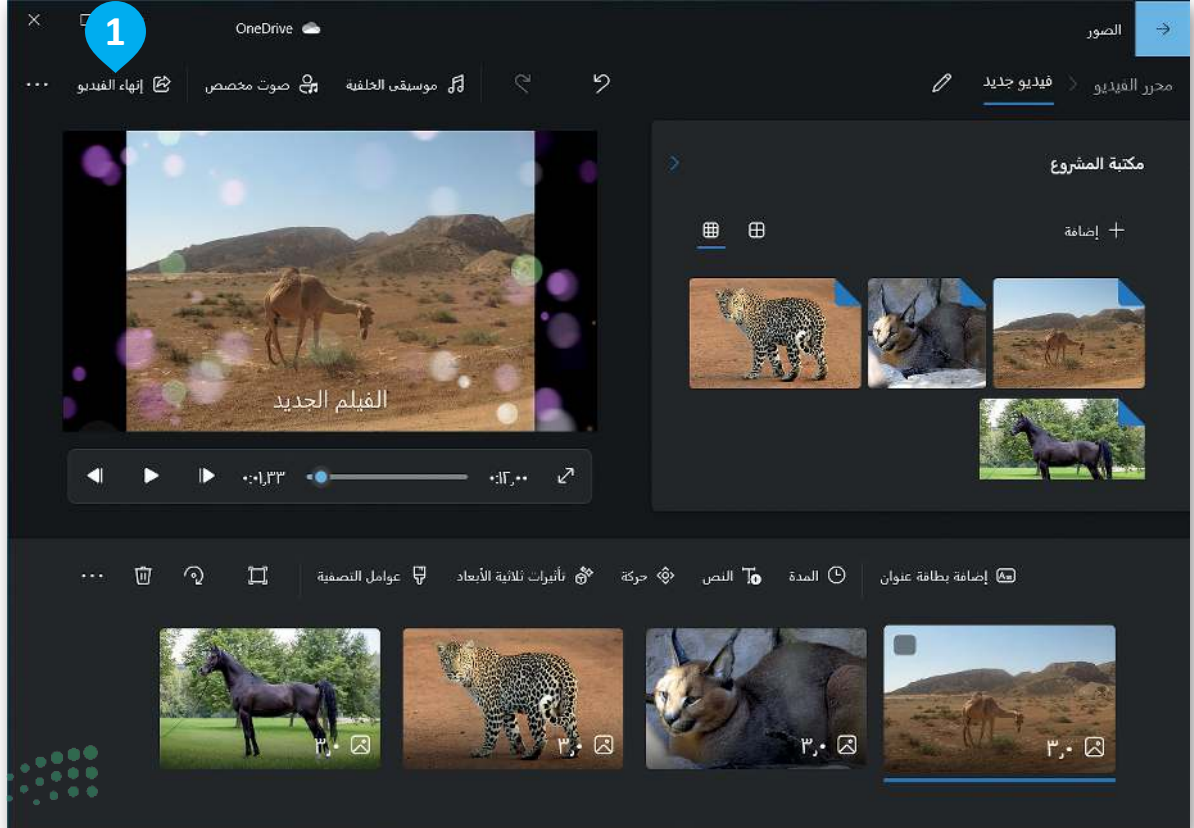 الصور
OneDrive
1
محرر الفيديو
فيديو جديد
موسيقى الخلفية
صوت مخصص
إنهاء الفيديو
مكتبة المشروع
إضافة
الفيلم الجديد
٠:٠١,٣٣
٠:١٢,٠٠
إضافة بطاقة عنوان
المدة
النص
حركة
تأثيرات ثلاثية الأبعاد
عوامل التصفية
٣,٠
٣,٠
٣,٠
٣,٠